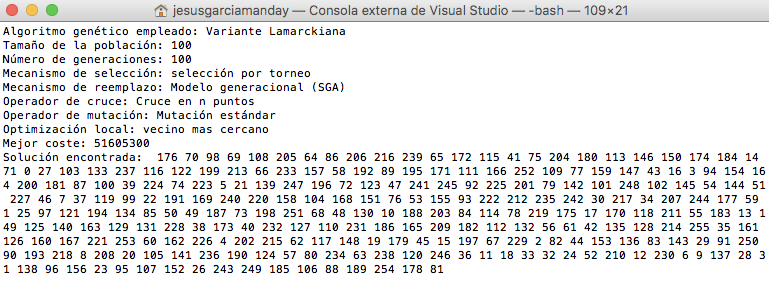 jesusgarciamanday — Consola externa de Visual Studio — -bash — 109×21
Algoritmo genético empleado: Variante Lamarckiana
Tamaño de la población: 100
Número de generaciones: 100
Mecanismo de selección: selección por torneo
Mecanismo de reemplazo: Modelo generacional (SGA)
Operador de cruce: Cruce en n puntos
Operador de mutación: Mutación estándar
Optimización local: vecino mas cercano
Mejor coste: 51605300
Solución encontrada:  176 70 98 69 108 205 64 86 206 216 239 65 172 115 41 75 204 180 113 146 150 174 184 14
71 0 27 103 133 237 116 122 199 213 66 233 157 58 192 89 195 171 111 166 252 109 77 159 147 43 16 3 94 154 16
4 200 181 87 100 39 224 74 223 5 21 139 247 196 72 123 47 241 245 92 225 201 79 142 101 248 102 145 54 144 51
 227 46 7 37 119 99 22 191 169 240 220 158 104 168 151 76 53 155 93 222 212 235 242 30 217 34 207 244 177 59
1 25 97 121 194 134 85 50 49 187 73 198 251 68 48 130 10 188 203 84 114 78 219 175 17 170 118 211 55 183 13 1
49 125 140 163 129 131 228 38 173 40 232 127 110 231 186 165 209 182 112 132 56 61 42 135 128 214 255 35 161
126 160 167 221 253 60 162 226 4 202 215 62 117 148 19 179 45 15 197 67 229 2 82 44 153 136 83 143 29 91 250
90 193 218 8 208 20 105 141 236 190 124 57 80 234 63 238 120 246 36 11 18 33 32 24 52 210 12 230 6 9 137 28 3
1 138 96 156 23 95 107 152 26 243 249 185 106 88 189 254 178 81